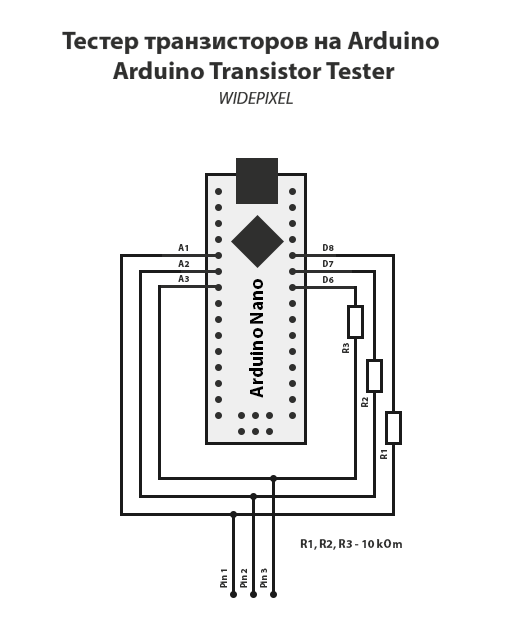 Тестер транзисторов на Arduino
Arduino Transistor Tester
WIDEPIXEL
A1
D8
A2
D7
A3
D6
Arduino Nano
R3
R2
R1
R1, R2, R3 - 10 kOm
Pin 1
Pin 2
Pin 3